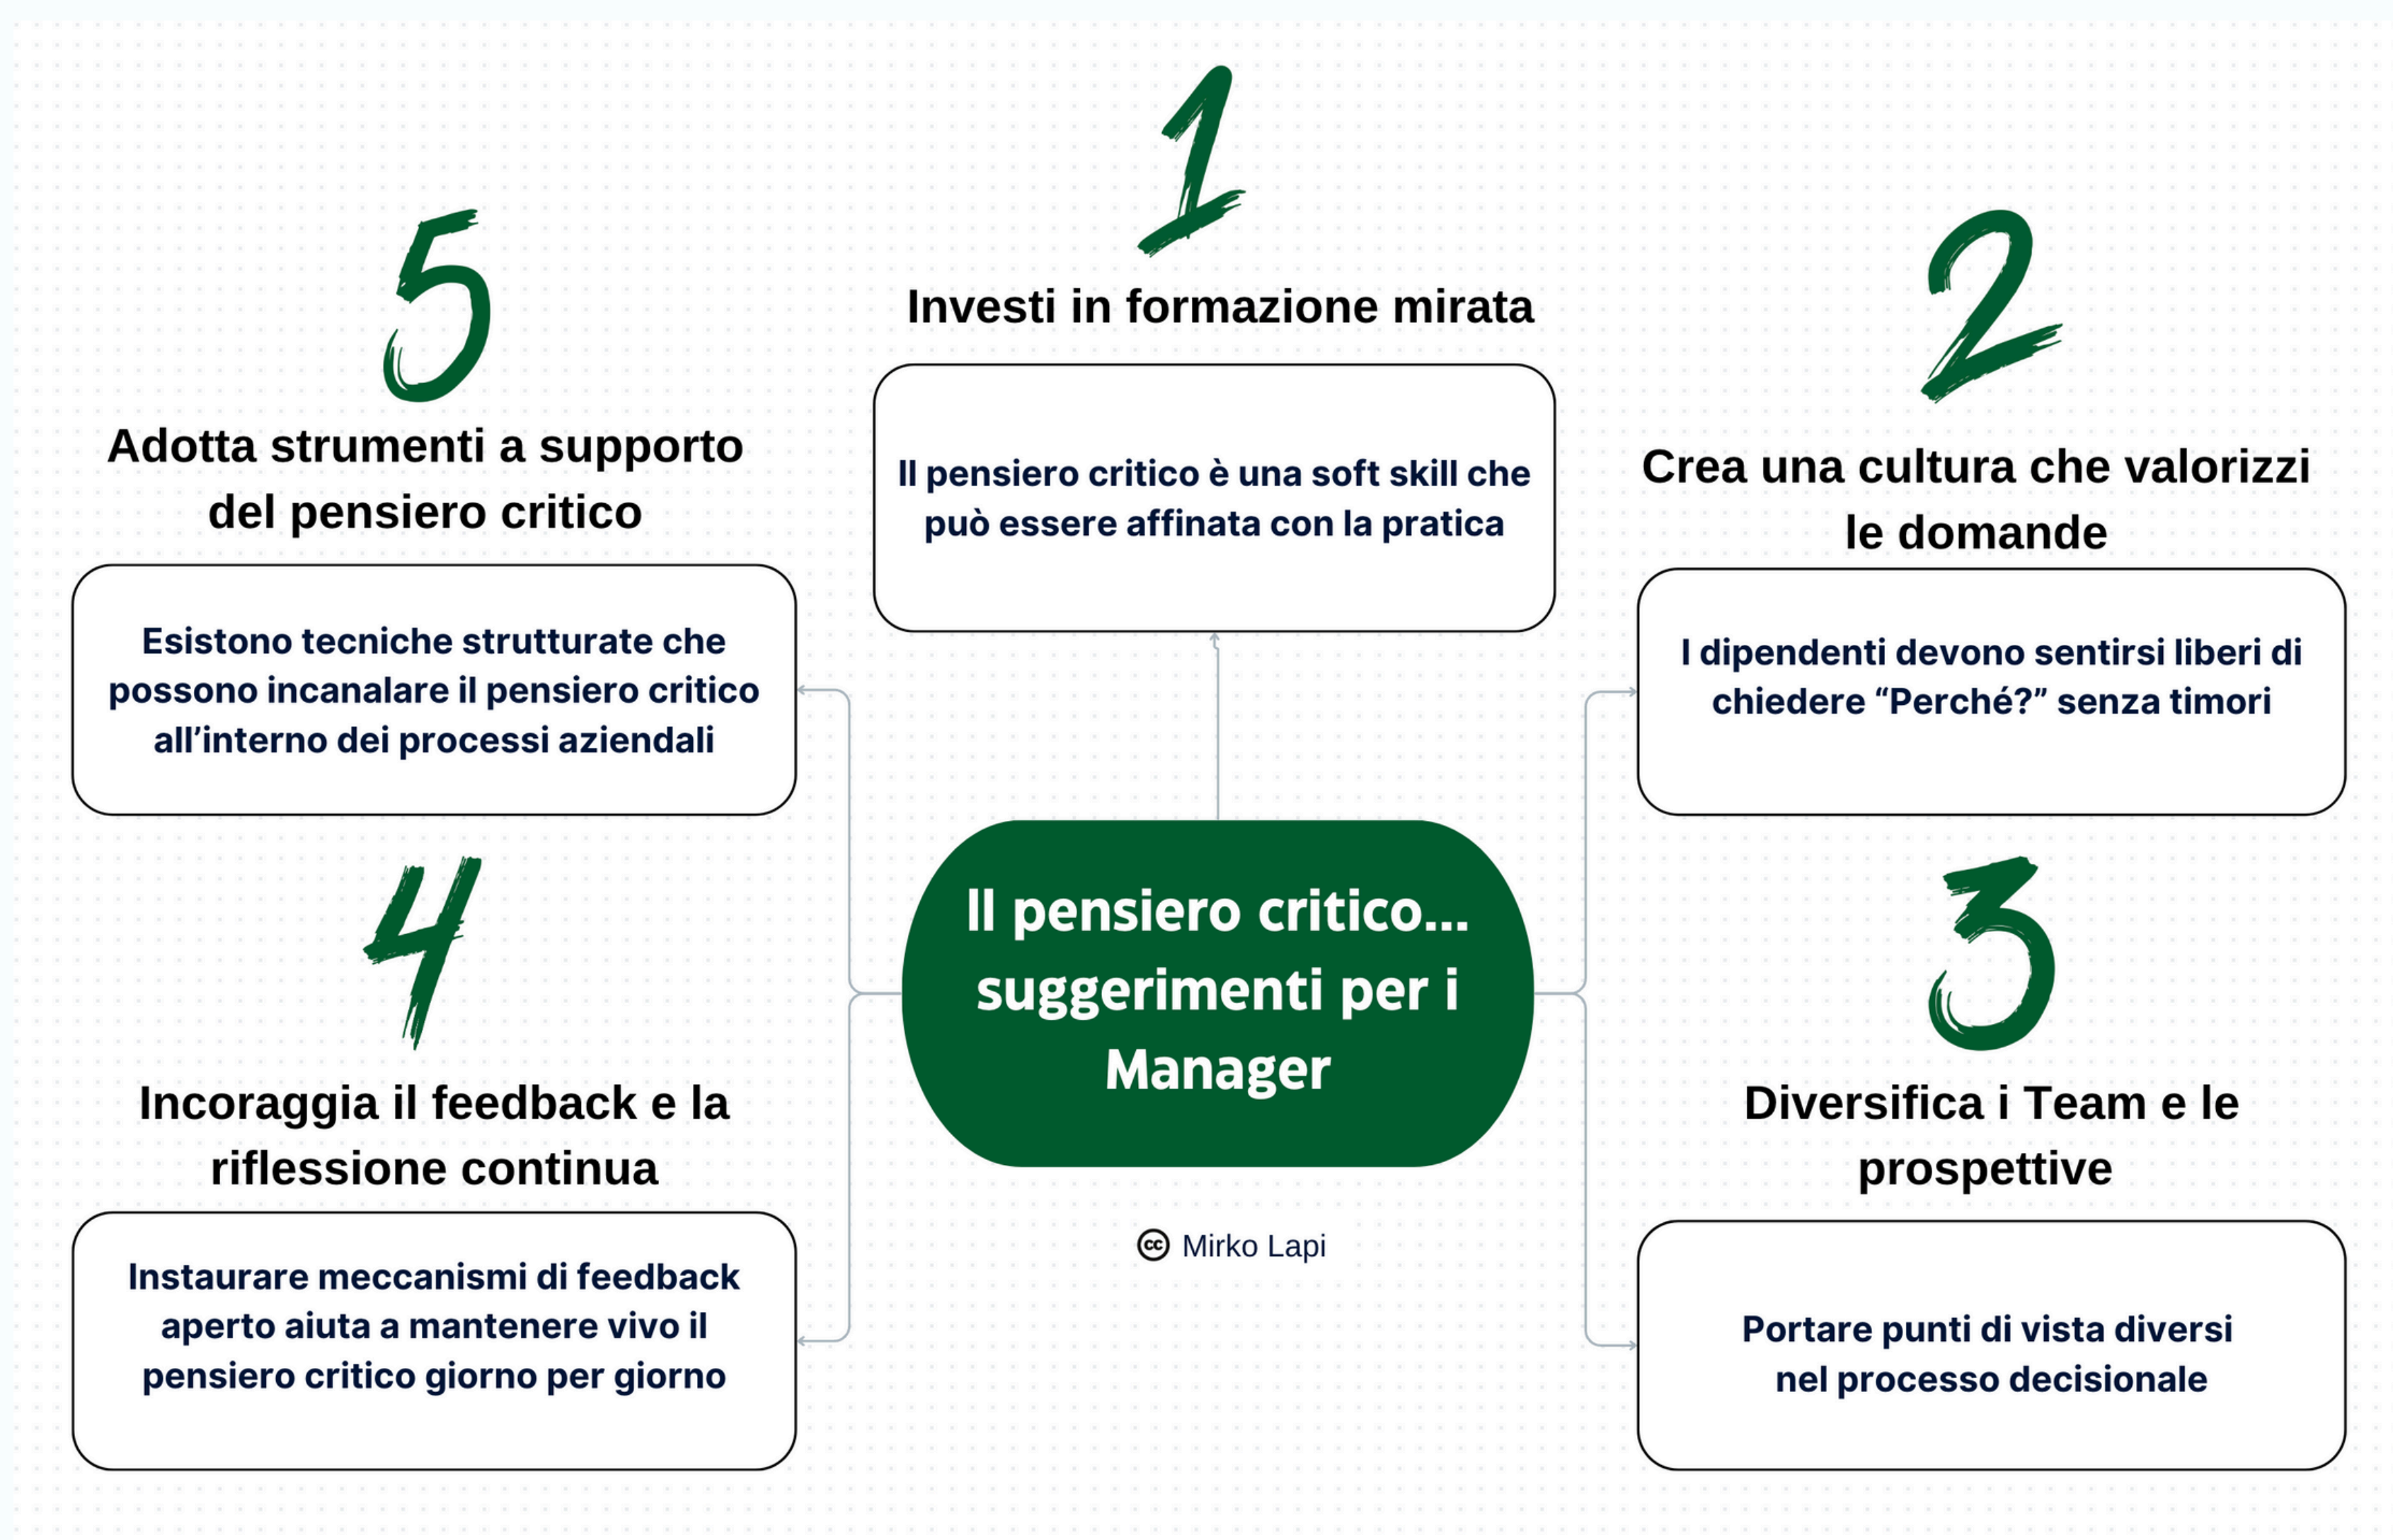 1
Investi in formazione mirata
Il pensiero critico è una soft skill che
può essere affinata con la pratica
2
Crea una cultura che valorizzi
le domande
I dipendenti devono sentirsi liberi di
chiedere “Perché?” senza timori
3
Diversifica i Team e le
prospettive
Portare punti di vista diversi
nel processo decisionale
4
Incoraggia il feedback e la
riflessione continua
Instaurare meccanismi di feedback
aperto aiuta a mantenere vivo il
pensiero critico giorno per giorno
5
Adotta strumenti a supporto
del pensiero critico
Esistono tecniche strutturate che
possono incanalare il pensiero critico
all’interno dei processi aziendali
Il pensiero critico...
suggerimenti per i
Manager
cc Mirko Lapi